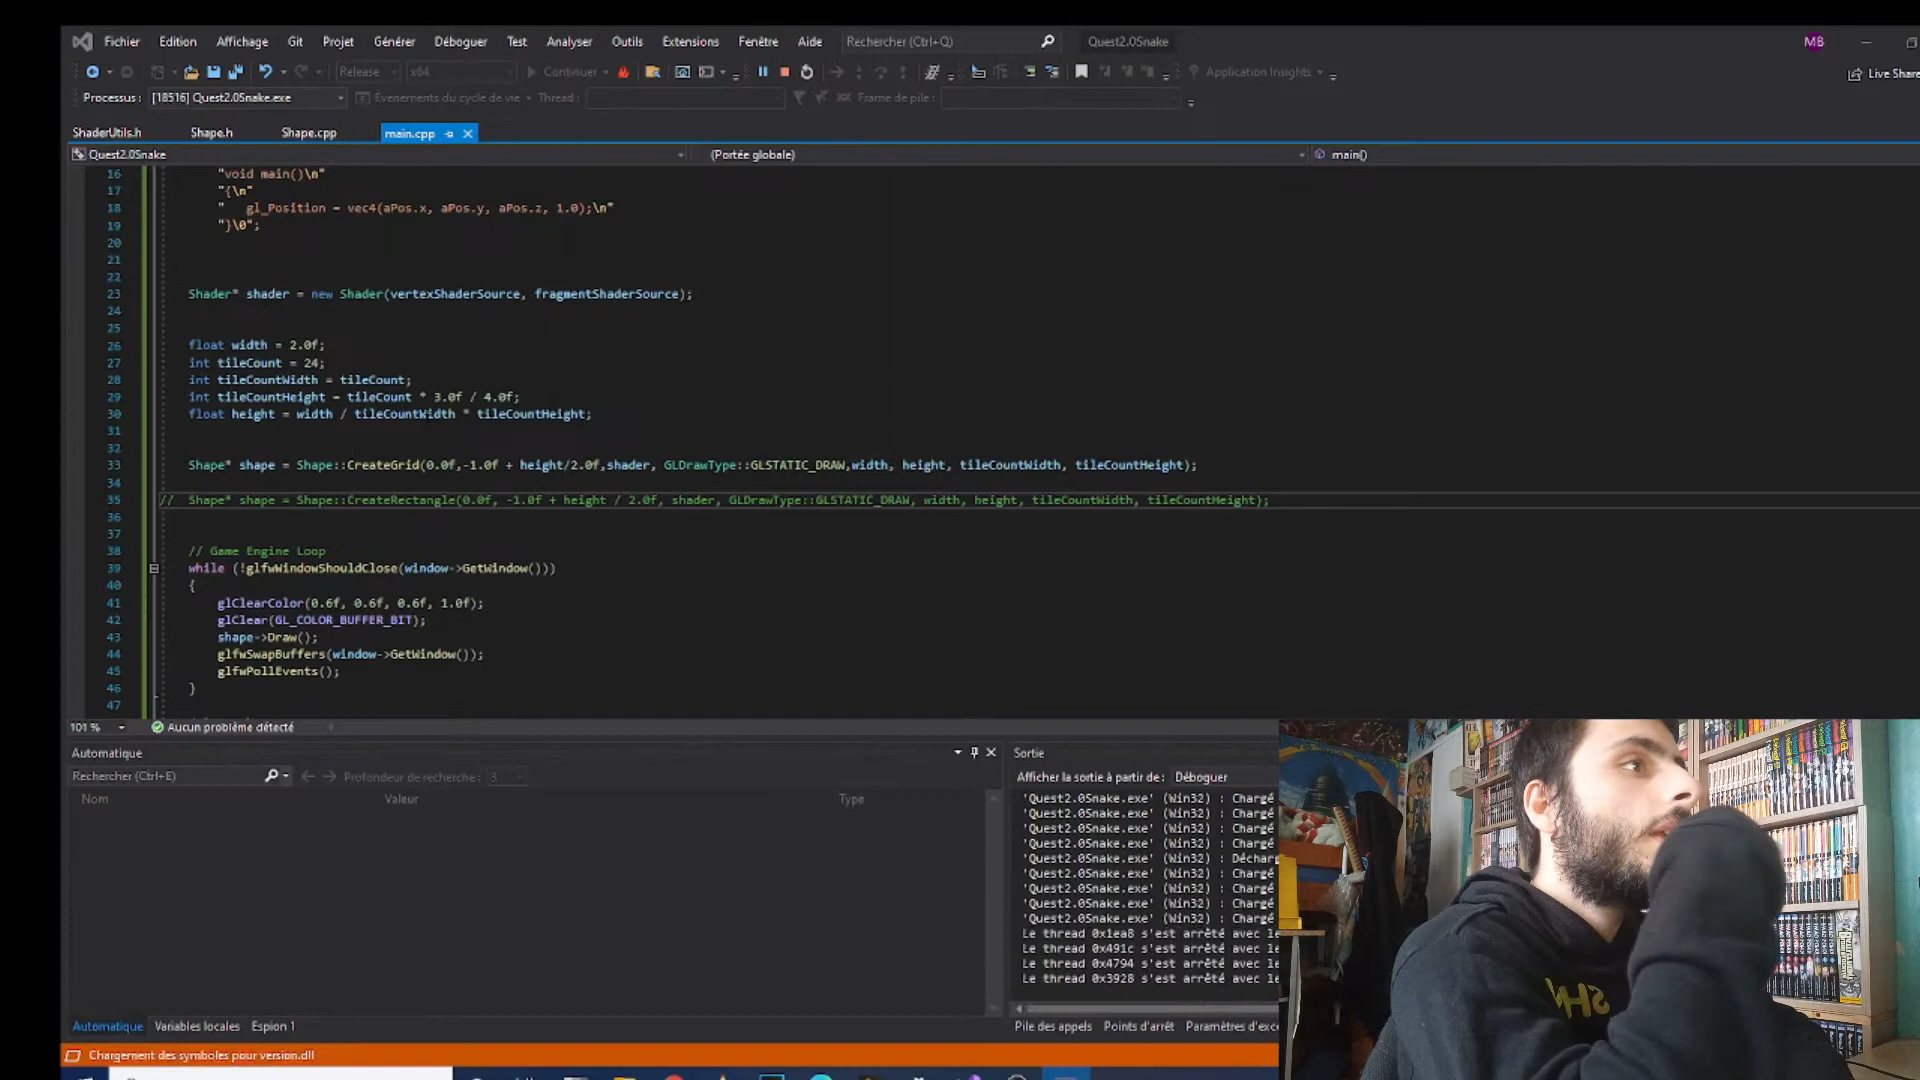 Fichier Edition Affichage Git Projet Générer Déboguer Test Analyser Outils Extensions Fenêtre Aide Rechercher (Ctrl+Q) Quest2.0Snake MB
Release x64 Continuer Application Insights Live Share
Processus : [18516] Quest2.0Snake.exe Évenements du cycle de vie Thread : Frame de pile :
ShaderUtils.h Shape.h Shape.cpp main.cpp
Quest2.0Snake (Portée globale) main()
16 "void main()\n"
17 "{\n"
18 " gl_Position = vec4(aPos.x, aPos.y, aPos.z, 1.0);\n"
19 "}\0";
20
21
22
23 Shader* shader = new Shader(vertexShaderSource, fragmentShaderSource);
24
25
26 float width = 2.0f;
27 int tileCount = 24;
28 int tileCountWidth = tileCount;
29 int tileCountHeight = tileCount * 3.0f / 4.0f;
30 float height = width / tileCountWidth * tileCountHeight;
31
32
33 Shape* shape = Shape::CreateGrid(0.0f,-1.0f + height/2.0f,shader, GLDrawType::GLSTATIC_DRAW,width, height, tileCountWidth, tileCountHeight);
34
35 // Shape* shape = Shape::CreateRectangle(0.0f, -1.0f + height / 2.0f, shader, GLDrawType::GLSTATIC_DRAW, width, height, tileCountWidth, tileCountHeight);
36
37
38 // Game Engine Loop
39 while (!glfwWindowShouldClose(window->GetWindow()))
40 {
41 glClearColor(0.6f, 0.6f, 0.6f, 1.0f);
42 glClear(GL_COLOR_BUFFER_BIT);
43 shape->Draw();
44 glfwSwapBuffers(window->GetWindow());
45 glfwPollEvents();
46 }
47
101 % Aucun problème détecté
Automatique
Rechercher (Ctrl+E) Profondeur de recherche : 3
Nom Valeur Type
Automatique Variables locales Espion 1
Sortie
Afficher la sortie à partir de : Déboguer
'Quest2.0Snake.exe' (Win32) : Chargé
'Quest2.0Snake.exe' (Win32) : Chargé
'Quest2.0Snake.exe' (Win32) : Chargé
'Quest2.0Snake.exe' (Win32) : Chargé
'Quest2.0Snake.exe' (Win32) : Déchar
'Quest2.0Snake.exe' (Win32) : Chargé
'Quest2.0Snake.exe' (Win32) : Chargé
'Quest2.0Snake.exe' (Win32) : Chargé
'Quest2.0Snake.exe' (Win32) : Chargé
Le thread 0x1ea8 s'est arrêté avec le
Le thread 0x491c s'est arrêté avec le
Le thread 0x4794 s'est arrêté avec le
Le thread 0x3928 s'est arrêté avec le
Pile des appels Points d'arrêt Paramètres d'exce
Chargement des symboles pour version.dll